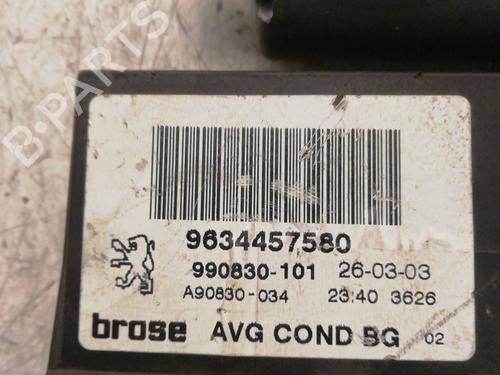 B-PARTS
9634457580
990830-101 26-03-03
A90830-034 23:40 3626
brose AVG COND BG 02